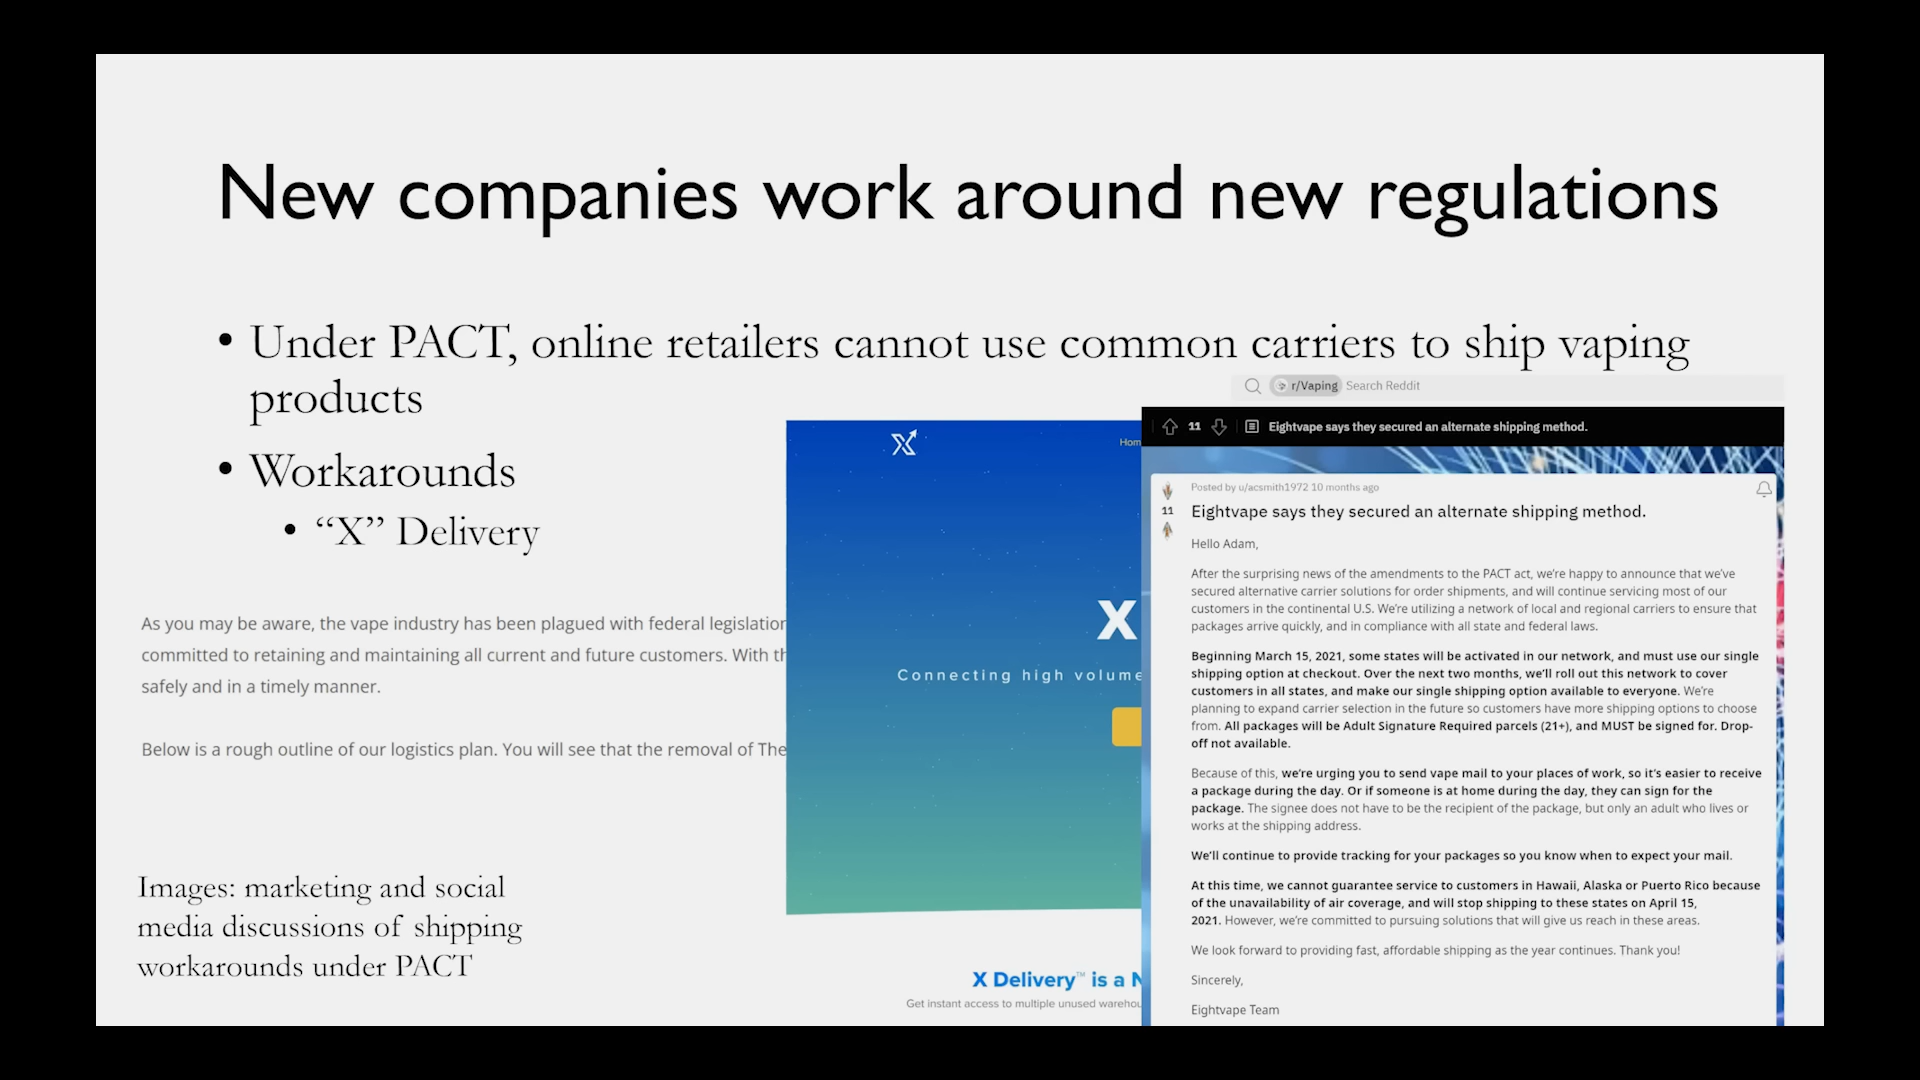 New companies work around new regulations
• Under PACT, online retailers cannot use common carriers to ship vaping
products
• Workarounds
• “X” Delivery
As you may be aware, the vape industry has been plagued with federal legislation
committed to retaining and maintaining all current and future customers. With
safely and in a timely manner.
Below is a rough outline of our logistics plan. You will see that the removal of The
Images: marketing and social
media discussions of shipping
workarounds under PACT
X
Connecting high volume
X Delivery™ is a
Get instant access to multiple unused
r/Vaping Search Reddit
11 Eightvape says they secured an alternate shipping method.
Posted by u/acsmith1972 10 months ago
11
Eightvape says they secured an alternate shipping method.
Hello Adam,
After the surprising news of the amendments to the PACT act, we’re happy to announce that we’ve
secured alternative carrier solutions for order shipments, and will continue servicing most of our
customers in the continental U.S. We’re utilizing a network of local and regional carriers to ensure that
packages arrive quickly, and in compliance with all state and federal laws.
Beginning March 15, 2021, some states will be activated in our network, and must use our single
shipping option at checkout. Over the next two months, we’ll roll out this network to cover
customers in all states, and make our single shipping option available to everyone. We’re
planning to expand carrier selection in the future so customers have more shipping options to choose
from. All packages will be Adult Signature Required parcels (21+), and MUST be signed for. Drop-
off not available.
Because of this, we’re urging you to send vape mail to your places of work, so it’s easier to receive
a package during the day. Or if someone is at home during the day, they can sign for the
package. The signee does not have to be the recipient of the package, but only an adult who lives or
works at the shipping address.
We’ll continue to provide tracking for your packages so you know when to expect your mail.
At this time, we cannot guarantee service to customers in Hawaii, Alaska or Puerto Rico because
of the unavailability of air coverage, and will stop shipping to these states on April 15,
2021. However, we’re committed to pursuing solutions that will give us reach in these areas.
We look forward to providing fast, affordable shipping as the year continues. Thank you!
Sincerely,
Eightvape Team